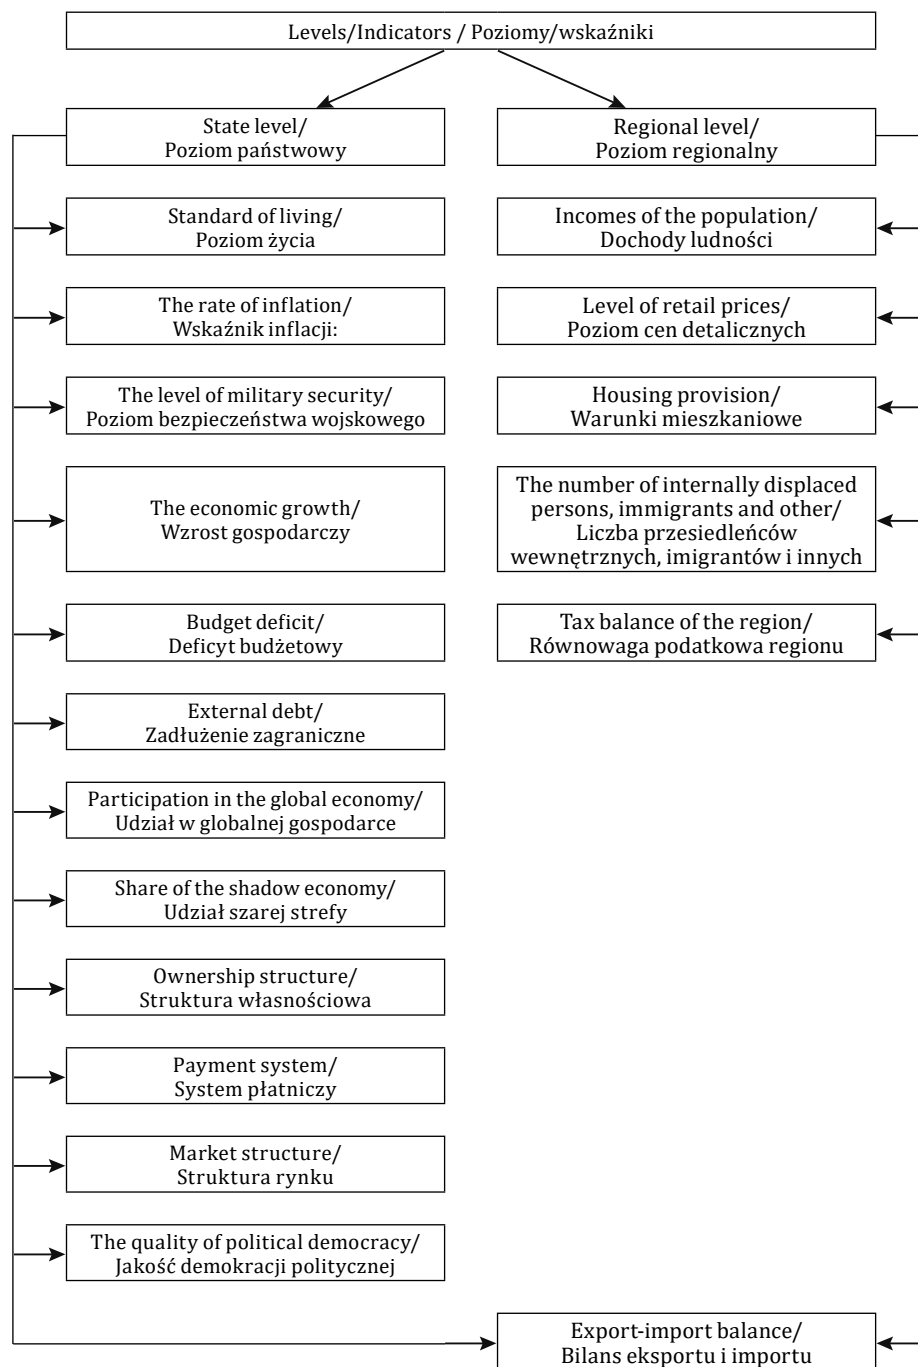 Levels/Indicators / Poziomy/wskaźniki
State level/
Poziom państwowy
Regional level/
Poziom regionalny
Standard of living/
Poziom życia
Incomes of the population/
Dochody ludności
The rate of inflation/
Wskaźnik inflacji:
Level of retail prices/
Poziom cen detalicznych
The level of military security/
Poziom bezpieczeństwa wojskowego
Housing provision/
Warunki mieszkaniowe
The economic growth/
Wzrost gospodarczy
The number of internally displaced
persons, immigrants and other/
Liczba przesiedleńców
wewnętrznych, imigrantów i innych
Budget deficit/
Deficyt budżetowy
Tax balance of the region/
Równowaga podatkowa regionu
External debt/
Zadłużenie zagraniczne
Participation in the global economy/
Udział w globalnej gospodarce
Share of the shadow economy/
Udział szarej strefy
Ownership structure/
Struktura własnościowa
Payment system/
System płatniczy
Market structure/
Struktura rynku
The quality of political democracy/
Jakość demokracji politycznej
Export-import balance/
Bilans eksportu i importu